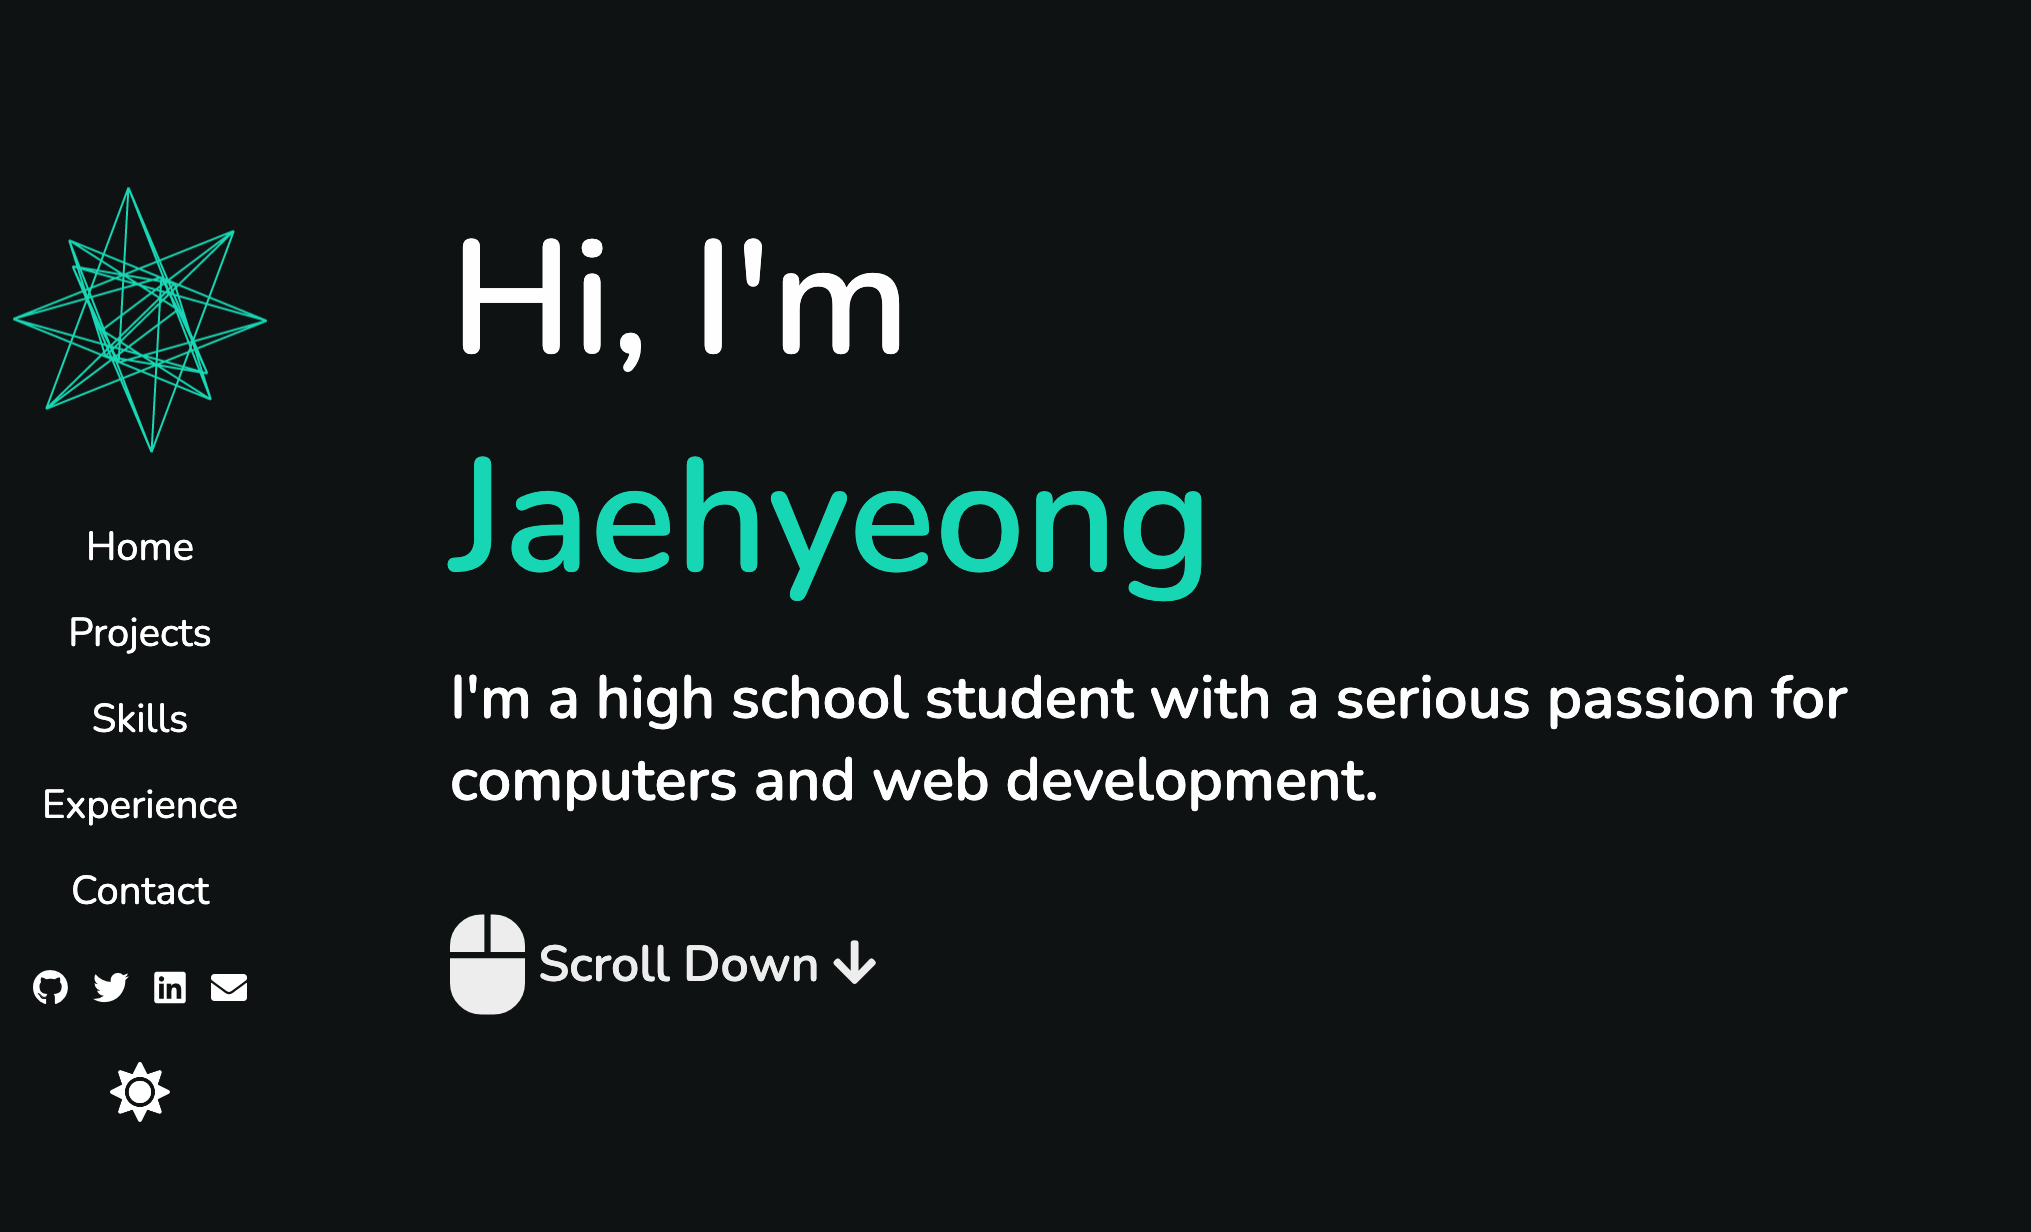 Home
Projects
Skills
Experience
Contact
Hi, I'm
Jaehyeong
I'm a high school student with a serious passion for
computers and web development.
Scroll Down